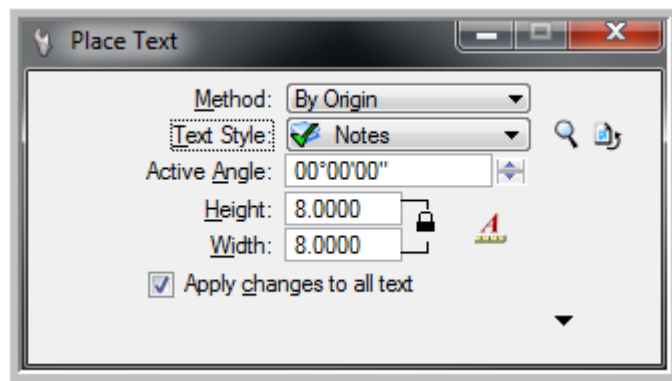 Place Text
Method: By Origin
Text Style: Notes
Active Angle: 00°00'00"
Height: 8.0000
Width: 8.0000
A
Apply changes to all text